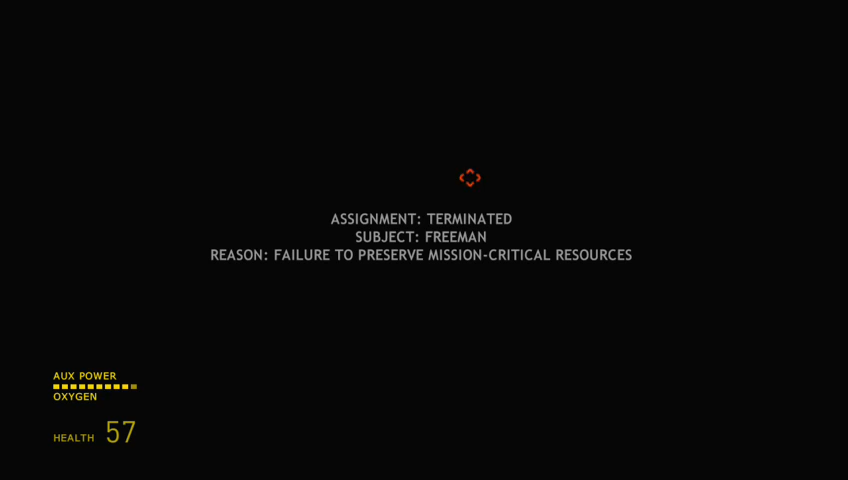 ASSIGNMENT: TERMINATED
SUBJECT: FREEMAN
REASON: FAILURE TO PRESERVE MISSION-CRITICAL RESOURCES
AUX POWER
OXYGEN
HEALTH 57